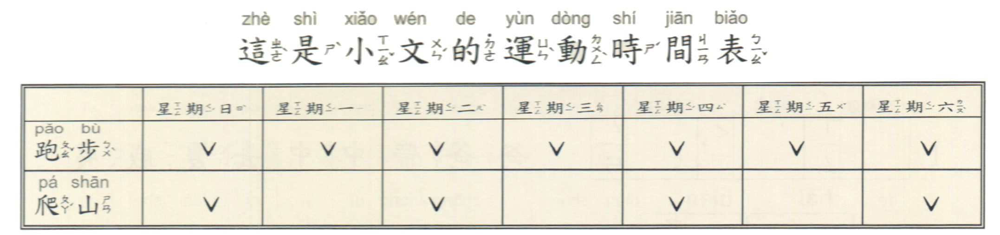 zhè shì xiǎo wén de yùn dòng shí jiān biǎo
這ㄓㄜˋ是ㄕˋ小ㄒㄧㄠˇ文ㄨㄣˊ的˙ㄉㄜ運ㄩㄣˋ動ㄉㄨㄥˋ時ㄕˊ間ㄐㄧㄢ表ㄅㄧㄠˇ
星ㄒㄧㄥ期ㄑㄧˊ日ㄖˋ 星ㄒㄧㄥ期ㄑㄧˊ一ㄧ 星ㄒㄧㄥ期ㄑㄧˊ二ㄦˋ 星ㄒㄧㄥ期ㄑㄧˊ三ㄙㄢ 星ㄒㄧㄥ期ㄑㄧˊ四ㄙˋ 星ㄒㄧㄥ期ㄑㄧˊ五ㄨˇ 星ㄒㄧㄥ期ㄑㄧˊ六ㄌㄧㄡˋ
pǎo bù
跑ㄆㄠˇ步ㄅㄨˋ V V V V V V V
pá shān
爬ㄆㄚˊ山ㄕㄢ V V V V